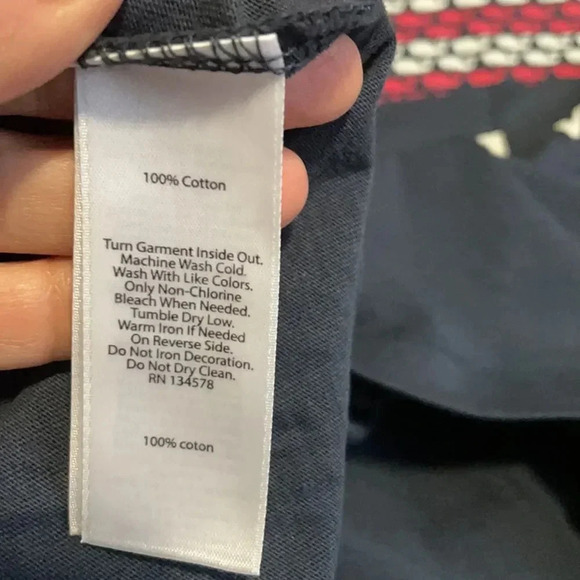 100% Cotton
Turn Garment Inside Out.
Machine Wash Cold.
Wash With Like Colors.
Only Non-Chlorine
Bleach When Needed.
Tumble Dry Low.
Warm Iron If Needed
On Reverse Side.
Do Not Iron Decoration.
Do Not Dry Clean.
RN 134578
100% coton